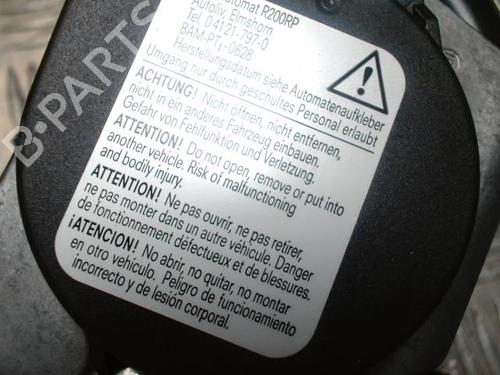 R200RP
Autoliv Elmshorn
Tel. 04121-797-0
BAM-PT1-0628
Herstellungsdatum siehe Automatenaufkleber
Umgang nur durch geschultes Personal erlaubt
ACHTUNG! Nicht öffnen, nicht entfernen,
nicht in ein anderes Fahrzeug einbauen.
Gefahr von Fehlfunktion und Verletzung.
ATTENTION! Do not open, remove or put into
another vehicle. Risk of malfunctioning
and bodily injury.
ATTENTION! Ne pas ouvrir, ne pas retirer,
ne pas monter dans un autre véhicule. Danger
de fonctionnement défectueux et de blessures.
¡ATENCION! No abrir, no quitar, no montar
en otro vehículo. Peligro de funcionamiento
incorrecto y de lesión corporal.
B-PARTS